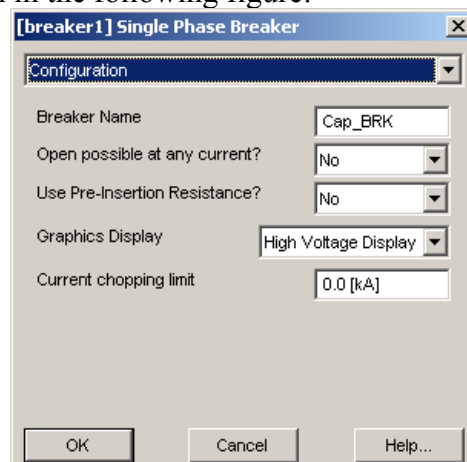 in the following figure:
[breaker1] Single Phase Breaker
Configuration
Breaker Name Cap_BRK
Open possible at any current? No
Use Pre-Insertion Resistance? No
Graphics Display High Voltage Display
Current chopping limit 0.0 [kA]
OK Cancel Help...